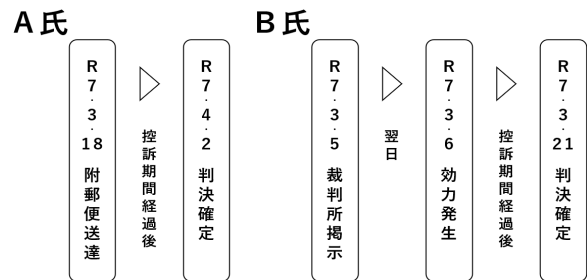 A氏
R7・3・18 附郵便送達
控訴期間経過後
R7・4・2 判決確定
B氏
R7・3・5 裁判所掲示
翌日
R7・3・6 効力発生
控訴期間経過後
R7・3・21 判決確定